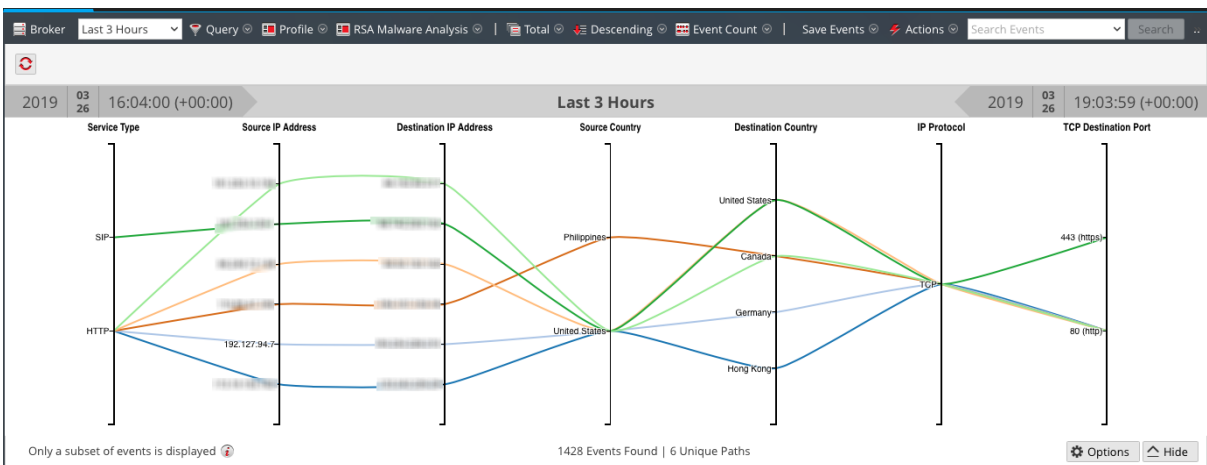 Broker Last 3 Hours Query Profile RSA Malware Analysis | Total Descending Event Count | Save Events Actions Search Events Search ..
2019 03 26 16:04:00 (+00:00) Last 3 Hours 2019 03 26 19:03:59 (+00:00)
Service Type Source IP Address Destination IP Address Source Country Destination Country IP Protocol TCP Destination Port
United States
SIP Philippines 443 (https)
Canada
TCP
Germany
HTTP United States 80 (http)
192.127.94.7
Hong Kong
Only a subset of events is displayed i 1428 Events Found | 6 Unique Paths Options Hide